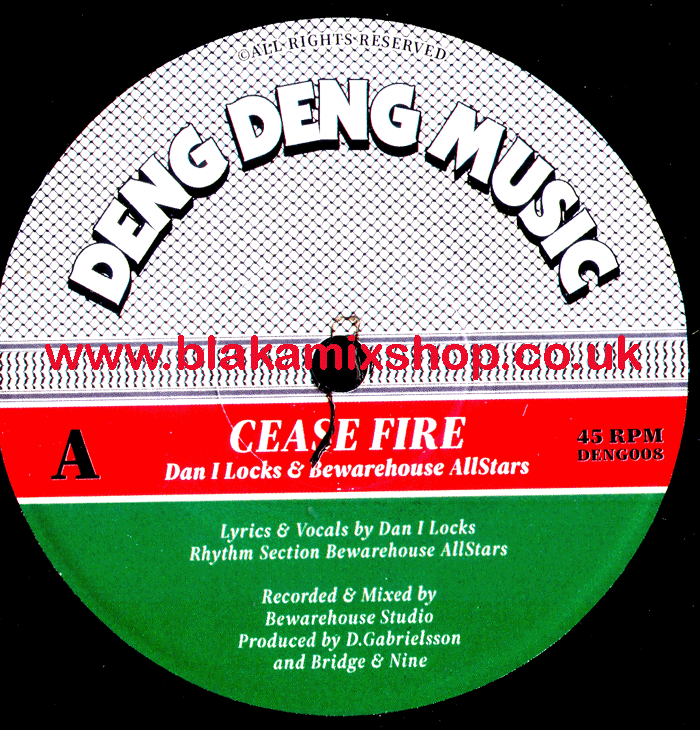 ©ALL RIGHTS RESERVED
DENG DENG MUSIC
www.blakamixshop.co.uk
A
CEASE FIRE
Dan I Locks & Bewarehouse AllStars
45 RPM
DENG008
Lyrics & Vocals by Dan I Locks
Rhythm Section Bewarehouse AllStars
Recorded & Mixed by
Bewarehouse Studio
Produced by D.Gabrielsson
and Bridge & Nine